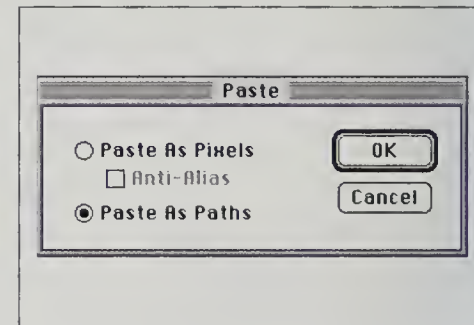 Paste
Paste As Pixels
OK
Anti-Alias
Cancel
Paste As Paths